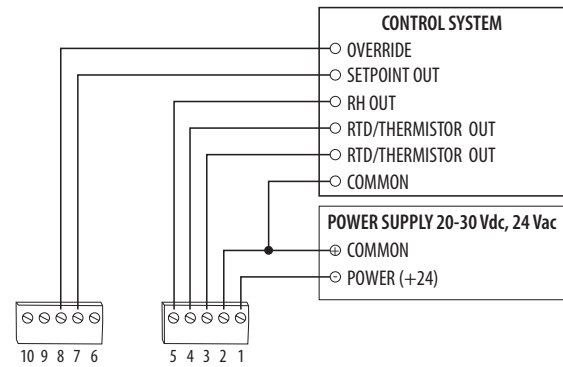 CONTROL SYSTEM
OVERRIDE
SETPOINT OUT
RH OUT
RTD/THERMISTOR OUT
RTD/THERMISTOR OUT
COMMON
POWER SUPPLY 20-30 Vdc, 24 Vac
COMMON
POWER (+24)
10 9 8 7 6
5 4 3 2 1